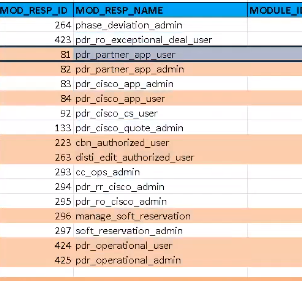 MOD_RESP_ID MOD_RESP_NAME MODULE_I
264 phase_deviation_admin
423 pdr_ro_exceptional_deal_user
81 pdr_partner_app_user
82 pdr_partner_app_admin
83 pdr_cisco_app_admin
84 pdr_cisco_app_user
92 pdr_cisco_cs_user
133 pdr_cisco_quote_admin
223 cbn_authorized_user
263 disti_edit_authorized_user
293 cc_ops_admin
294 pdr_rr_cisco_admin
295 pdr_ro_cisco_admin
296 manage_soft_reservation
297 soft_reservation_admin
424 pdr_operational_user
425 pdr_operational_admin